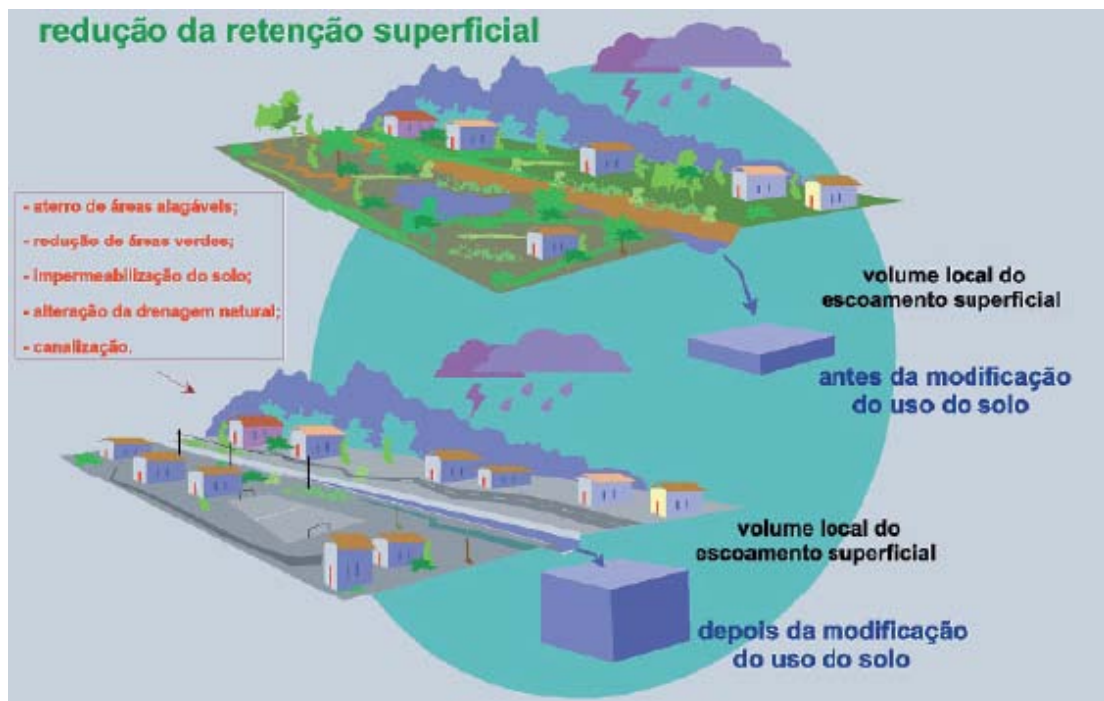 redução da retenção superficial
- aterro de áreas alagáveis;
- redução de áreas verdes;
- impermeabilização do solo;
- alteração da drenagem natural;
- canalização.
volume local do
escoamento superficial
antes da modificação
do uso do solo
volume local do
escoamento superficial
depois da modificação
do uso do solo